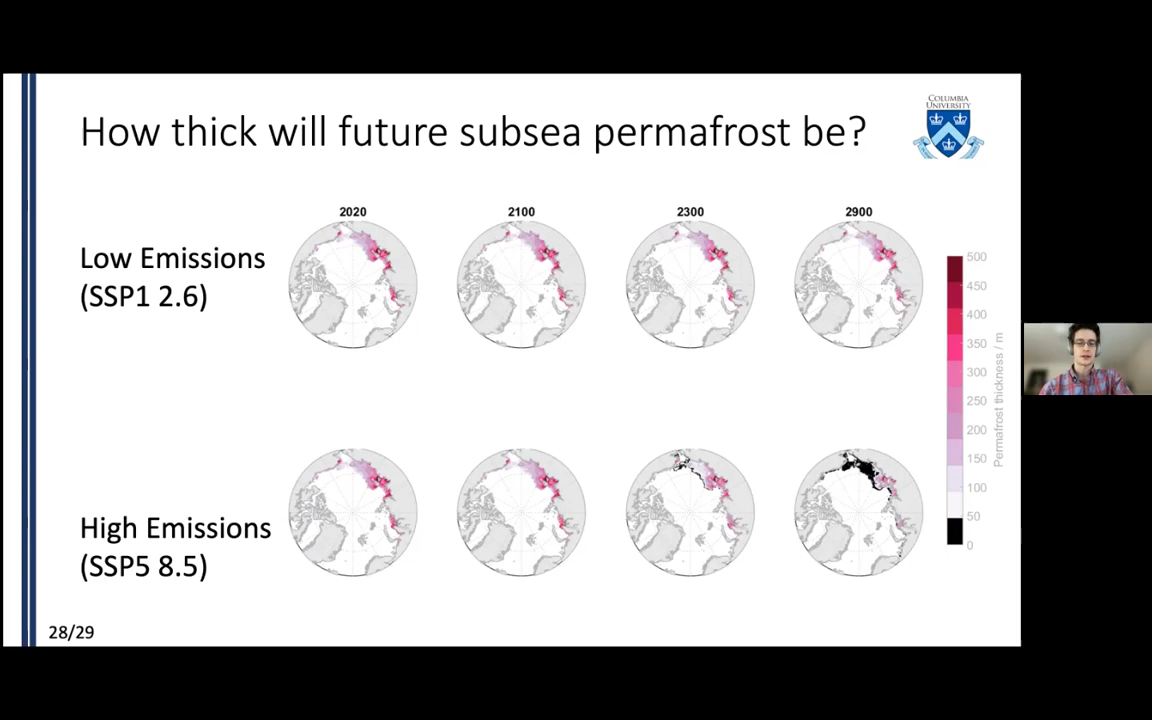 COLUMBIA
UNIVERSITY
How thick will future subsea permafrost be?
2020
2100
2300
2900
Low Emissions
(SSP1 2.6)
High Emissions
(SSP5 8.5)
500
450
400
350
300
250
200
150
100
50
0
Permafrost thickness / m
28/29